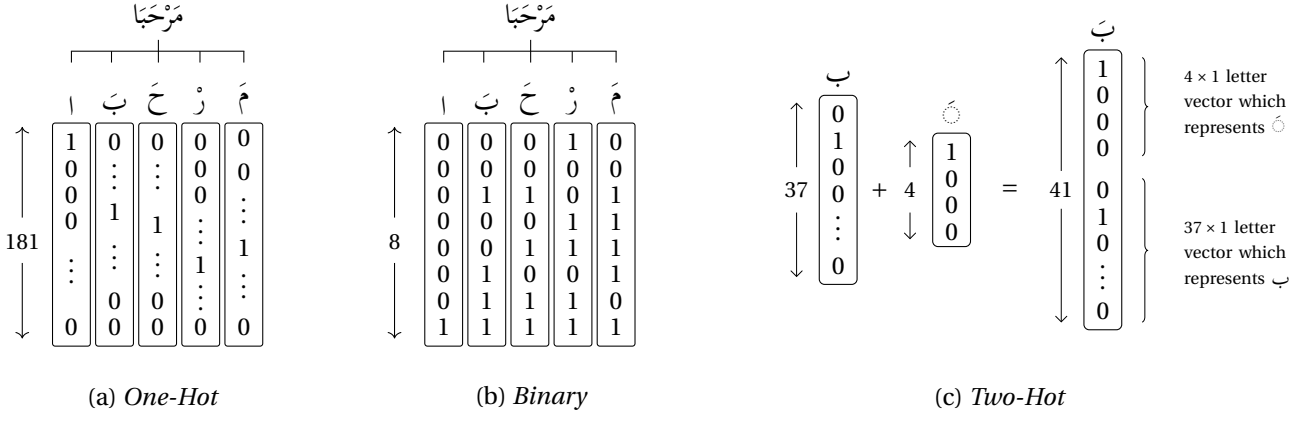 مَرْحَبَا
مَ رْ حَ بَ ا
181
1 0 0 0 0
0 ⋮ ⋮ 0 0
0 1 1 0 ⋮
0 ⋮ ⋮ ⋮ 1
⋮ 0 0 1 ⋮
0 0 0 ⋮ 0
0
(a) One-Hot
مَرْحَبَا
مَ رْ حَ بَ ا
8
0 0 0 1 0
0 0 0 0 0
0 1 1 0 1
0 0 0 1 1
0 0 1 1 1
0 1 0 0 1
0 1 1 1 0
1 1 1 1 1
(b) Binary
ب
37
0
1
0
0
⋮
0
+
◌َ
4
1
0
0
0
=
بَ
41
1
0
0
0
0
1
0
⋮
0
4 × 1 letter
vector which
represents ◌َ
37 × 1 letter
vector which
represents ب
(c) Two-Hot